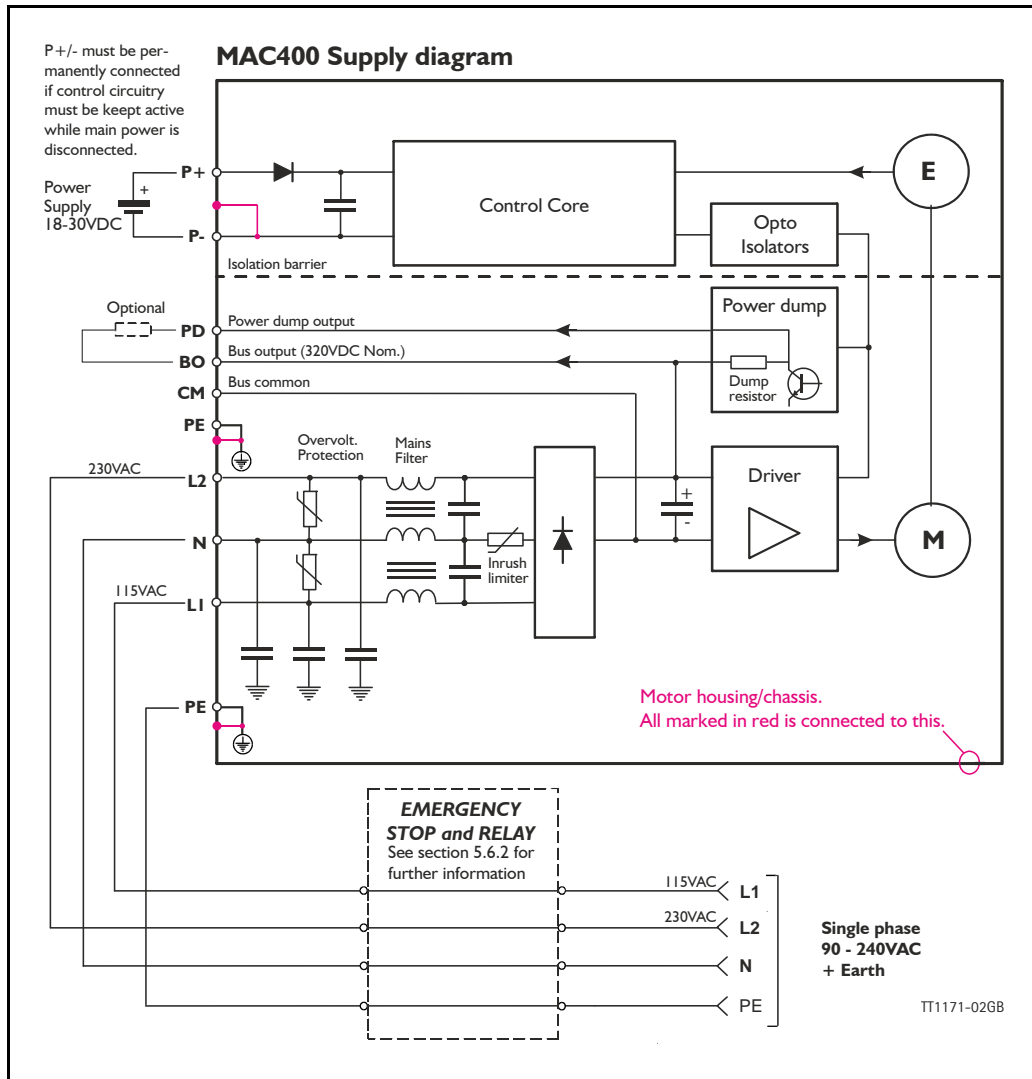 MAC400 Supply diagram
P+/- must be per-
manently connected
if control circuitry
must be keept active
while main power is
disconnected.
P+
Power
Supply
18-30VDC
+
P-
Control Core
E
Opto
Isolators
Isolation barrier
Optional
PD
Power dump output
Power dump
BO
Bus output (320VDC Nom.)
Dump
resistor
CM
Bus common
PE
Overvolt.
Protection
Mains
Filter
230VAC
L2
Driver
+
-
N
Inrush
limiter
M
115VAC
L1
PE
Motor housing/chassis.
All marked in red is connected to this.
EMERGENCY
STOP and RELAY
See section 5.6.2 for
further information
115VAC
L1
230VAC
L2
N
PE
Single phase
90 - 240VAC
+ Earth
TT1171-02GB